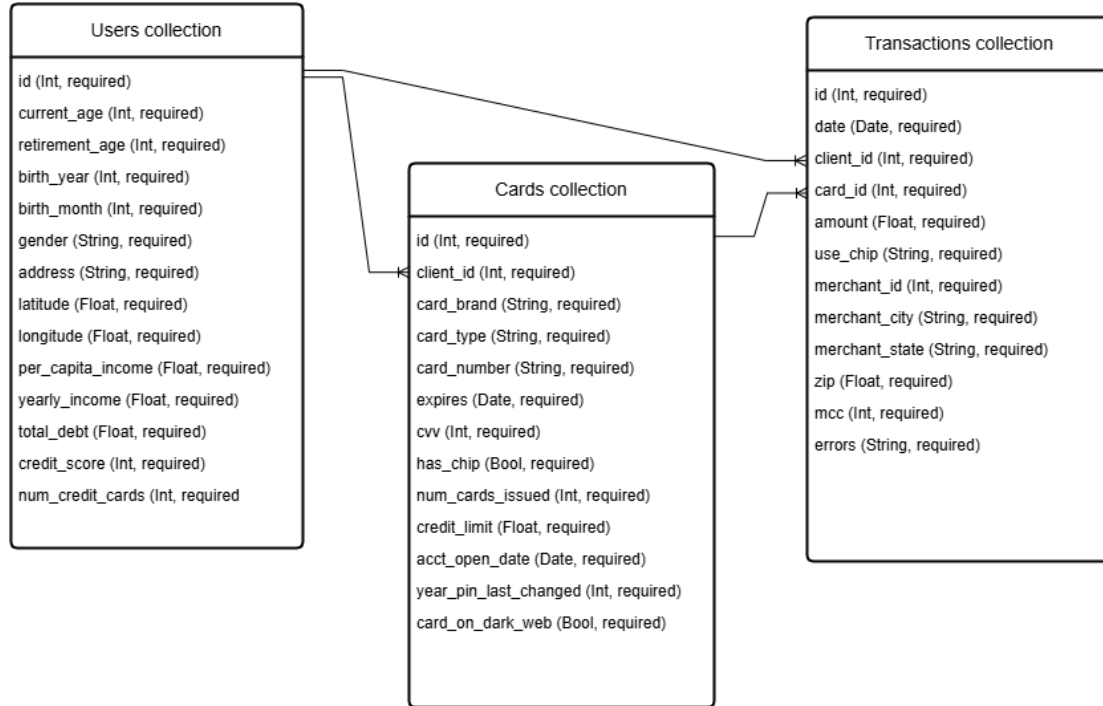 Users collection
id (Int, required)
current_age (Int, required)
retirement_age (Int, required)
birth_year (Int, required)
birth_month (Int, required)
gender (String, required)
address (String, required)
latitude (Float, required)
longitude (Float, required)
per_capita_income (Float, required)
yearly_income (Float, required)
total_debt (Float, required)
credit_score (Int, required)
num_credit_cards (Int, required
Cards collection
id (Int, required)
client_id (Int, required)
card_brand (String, required)
card_type (String, required)
card_number (String, required)
expires (Date, required)
cvv (Int, required)
has_chip (Bool, required)
num_cards_issued (Int, required)
credit_limit (Float, required)
acct_open_date (Date, required)
year_pin_last_changed (Int, required)
card_on_dark_web (Bool, required)
Transactions collection
id (Int, required)
date (Date, required)
client_id (Int, required)
card_id (Int, required)
amount (Float, required)
use_chip (String, required)
merchant_id (Int, required)
merchant_city (String, required)
merchant_state (String, required)
zip (Float, required)
mcc (Int, required)
errors (String, required)